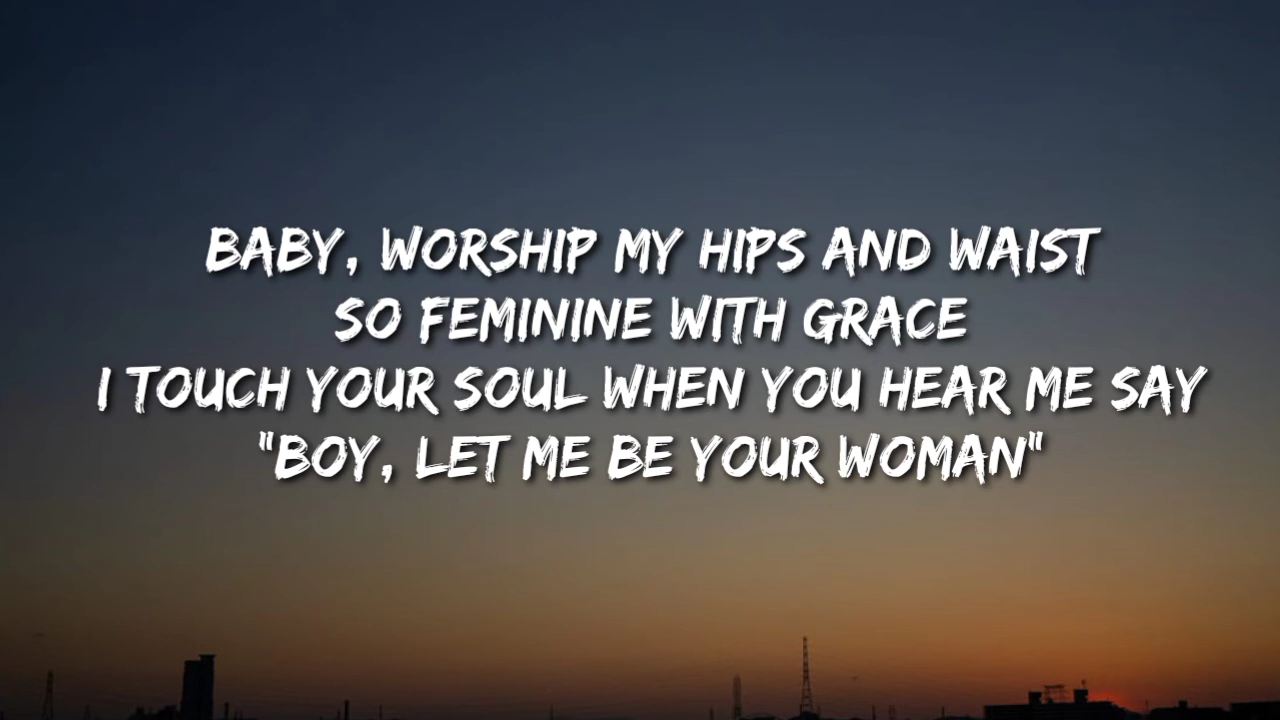 BABY, WORSHIP MY HIPS AND WAIST
SO FEMININE WITH GRACE
I TOUCH YOUR SOUL WHEN YOU HEAR ME SAY
"BOY, LET ME BE YOUR WOMAN"